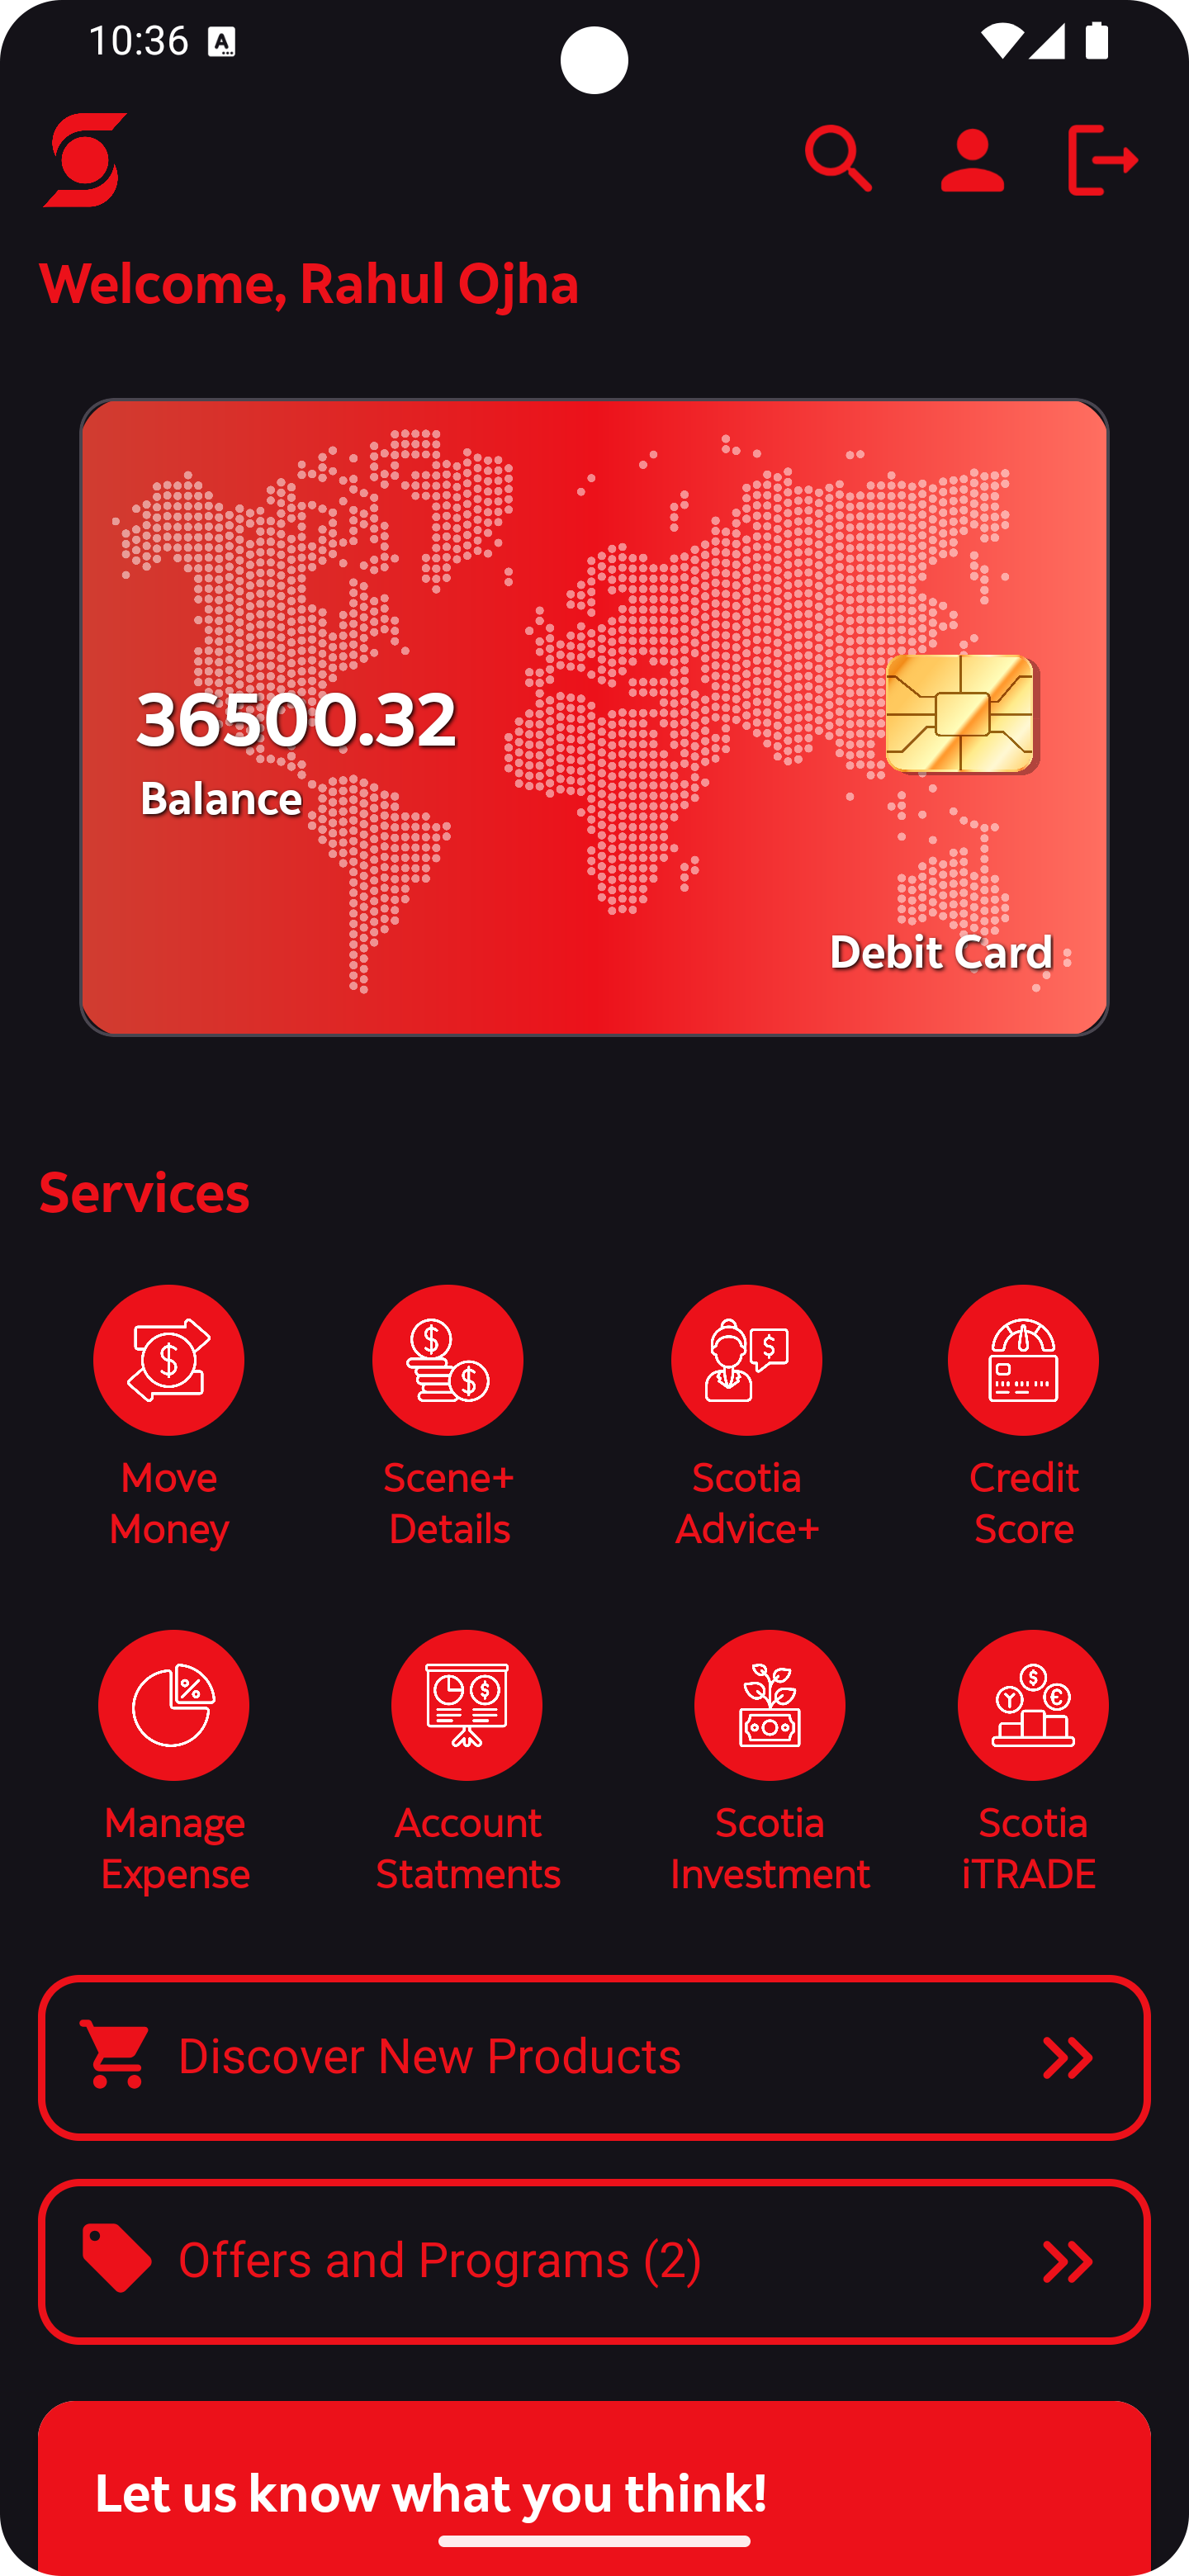 10:36
Welcome, Rahul Ojha
36500.32
Balance
Debit Card
Services
Move
Money
Scene+
Details
Scotia
Advice+
Credit
Score
Manage
Expense
Account
Statments
Scotia
Investment
Scotia
iTRADE
Discover New Products
Offers and Programs (2)
Let us know what you think!